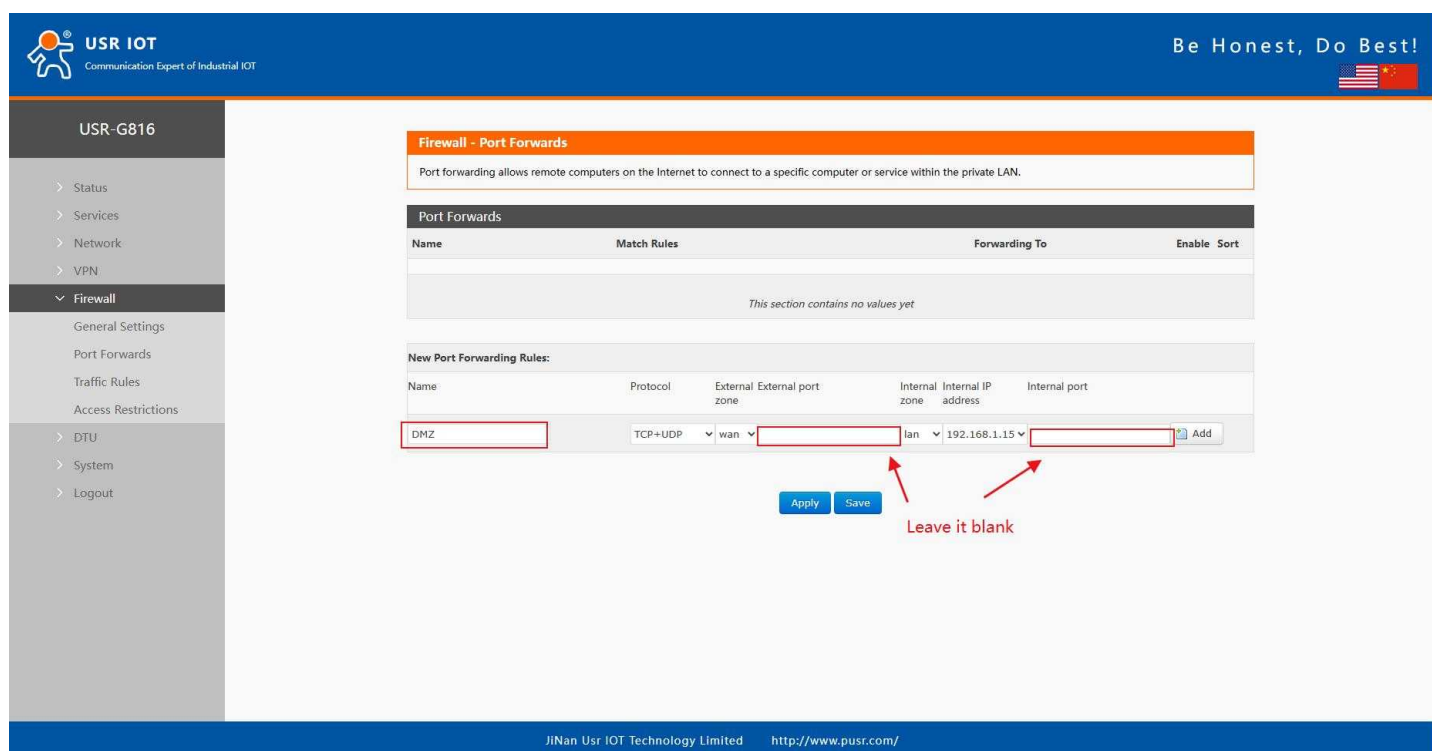 USR IOT
Communication Expert of Industrial IOT
Be Honest, Do Best!
USR-G816
Status
Services
Network
VPN
Firewall
General Settings
Port Forwards
Traffic Rules
Access Restrictions
DTU
System
Logout
Firewall - Port Forwards
Port forwarding allows remote computers on the Internet to connect to a specific computer or service within the private LAN.
Port Forwards
Name Match Rules Forwarding To Enable Sort
This section contains no values yet
New Port Forwarding Rules:
Name Protocol External zone External port Internal zone Internal IP address Internal port
DMZ TCP+UDP wan lan 192.168.1.15 Add
Apply Save
Leave it blank
JiNan Usr IOT Technology Limited http://www.pusr.com/